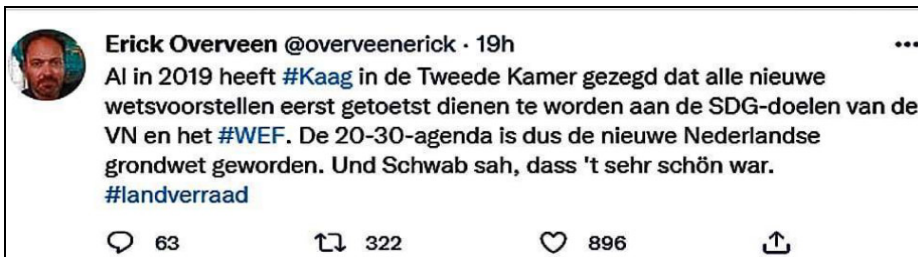 Erick Overveen @overveenerick · 19h
Al in 2019 heeft #Kaag in de Tweede Kamer gezegd dat alle nieuwe
wetsvoorstellen eerst getoetst dienen te worden aan de SDG-doelen van de
VN en het #WEF. De 20-30-agenda is dus de nieuwe Nederlandse
grondwet geworden. Und Schwab sah, dass 't sehr schön war.
#landverraad
63 322 896